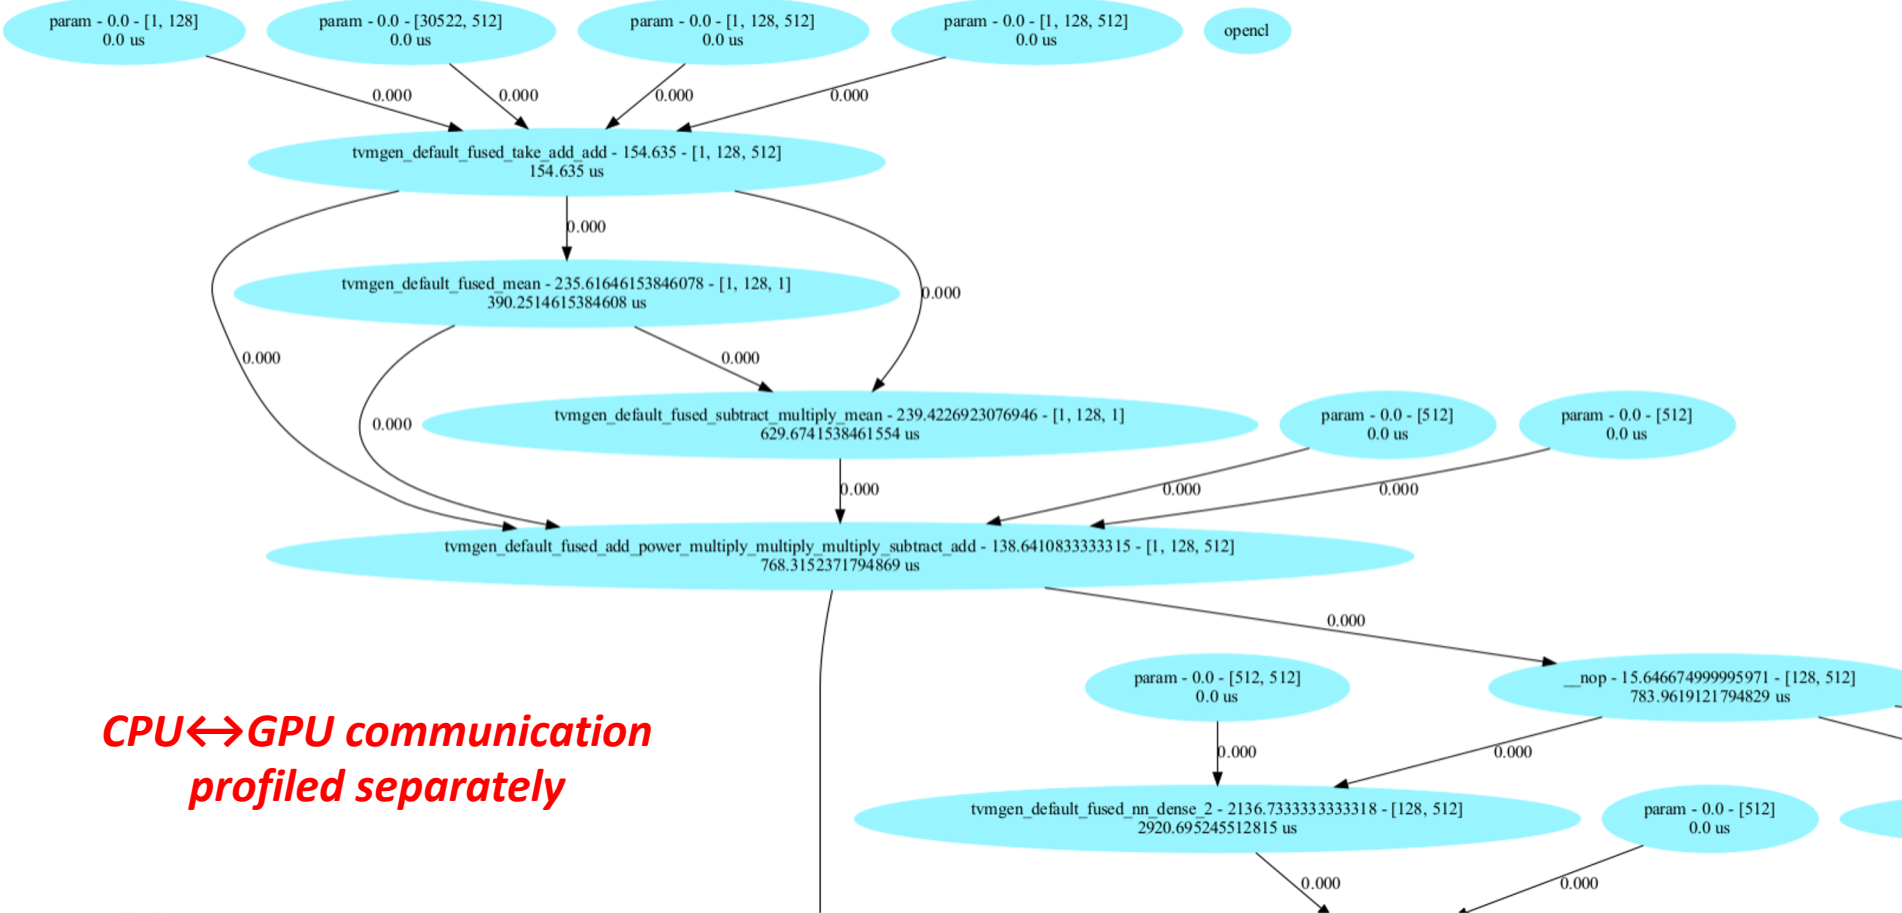 param - 0.0 - [1, 128]
0.0 us
param - 0.0 - [30522, 512]
0.0 us
param - 0.0 - [1, 128, 512]
0.0 us
param - 0.0 - [1, 128, 512]
0.0 us
opencl
0.000
0.000
0.000
0.000
tvmgen_default_fused_take_add_add - 154.635 - [1, 128, 512]
154.635 us
0.000
tvmgen_default_fused_mean - 235.61646153846078 - [1, 128, 1]
390.2514615384608 us
0.000
0.000
0.000
0.000
tvmgen_default_fused_subtract_multiply_mean - 239.4226923076946 - [1, 128, 1]
629.6741538461554 us
param - 0.0 - [512]
0.0 us
param - 0.0 - [512]
0.0 us
0.000
0.000
0.000
tvmgen_default_fused_add_power_multiply_multiply_multiply_subtract_add - 138.6410833333315 - [1, 128, 512]
768.3152371794869 us
0.000
param - 0.0 - [512, 512]
0.0 us
__nop - 15.646674999995971 - [128, 512]
783.9619121794829 us
CPU↔GPU communication
profiled separately
0.000
0.000
tvmgen_default_fused_nn_dense_2 - 2136.7333333333318 - [128, 512]
2920.695245512815 us
param - 0.0 - [512]
0.0 us
0.000
0.000